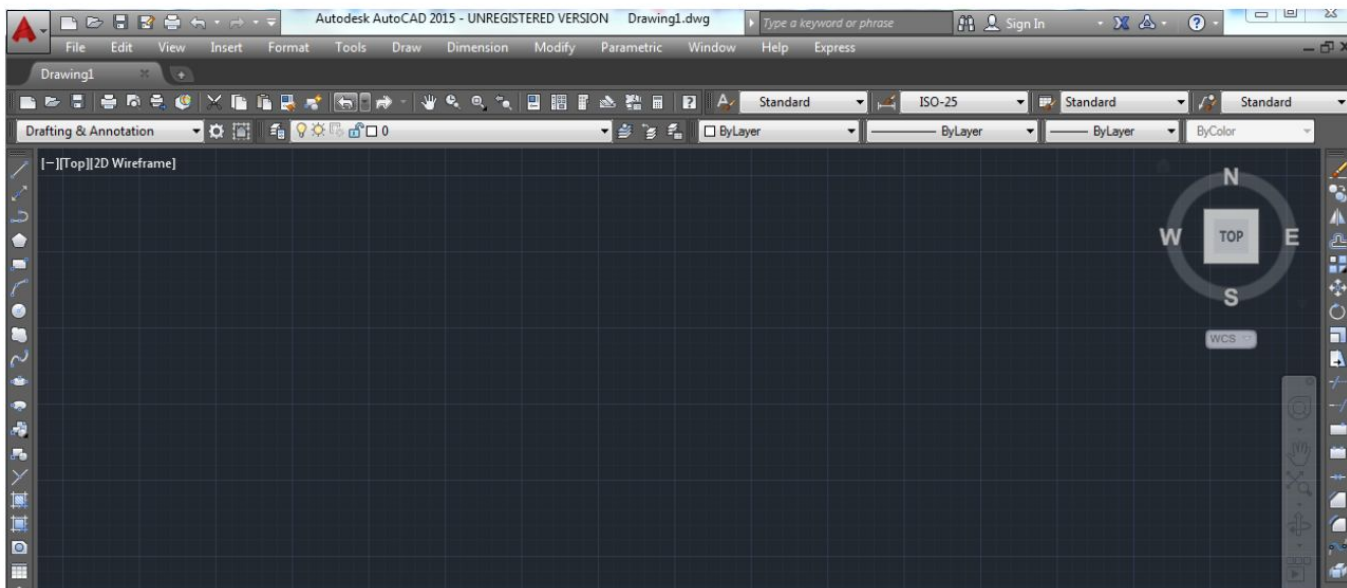 Autodesk AutoCAD 2015 - UNREGISTERED VERSION Drawing1.dwg Type a keyword or phrase Sign In
File Edit View Insert Format Tools Draw Dimension Modify Parametric Window Help Express
Drawing1
Standard ISO-25 Standard Standard
Drafting & Annotation 0 ByLayer ByLayer ByLayer ByColor
[−][Top][2D Wireframe]
N
W TOP E
S
WCS